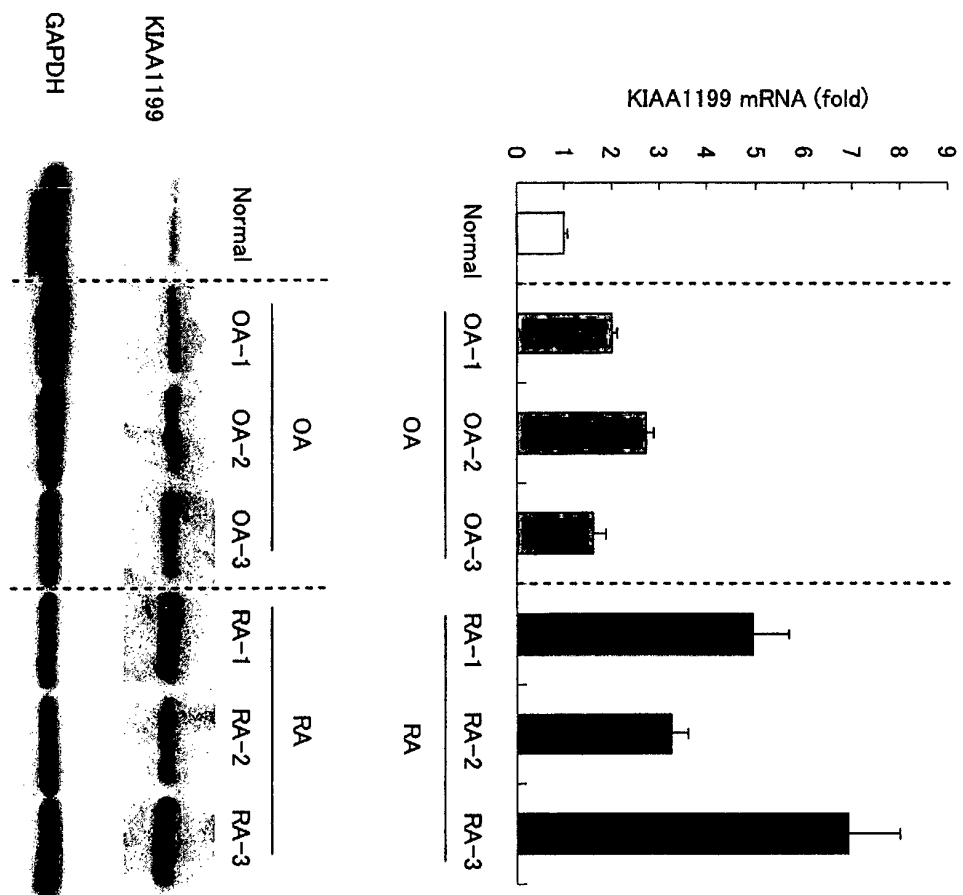 KIAA1199 mRNA (fold)
9
8
7
6
5
4
3
2
1
0
Normal
OA-1
OA-2
OA-3
RA-1
RA-2
RA-3
OA
RA
OA
RA
Normal
OA-1
OA-2
OA-3
RA-1
RA-2
RA-3
KIAA1199
GAPDH